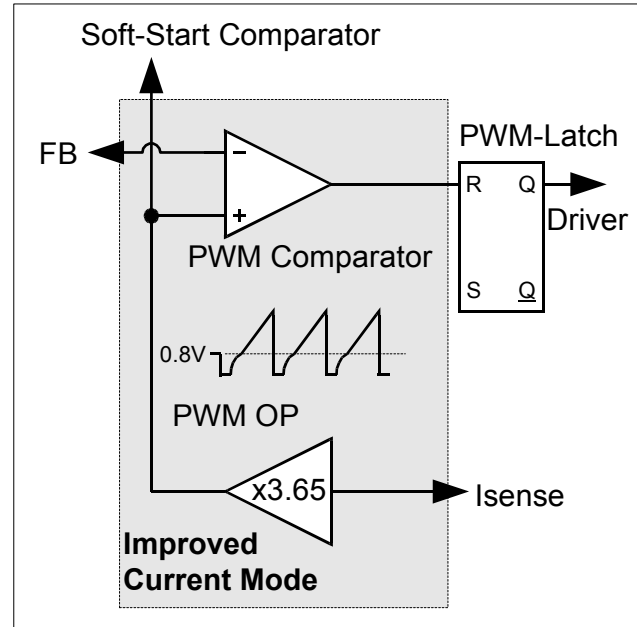 Soft-Start Comparator
FB
PWM-Latch
R Q
Driver
S Q
PWM Comparator
0.8V
PWM OP
x3.65
Isense
Improved
Current Mode